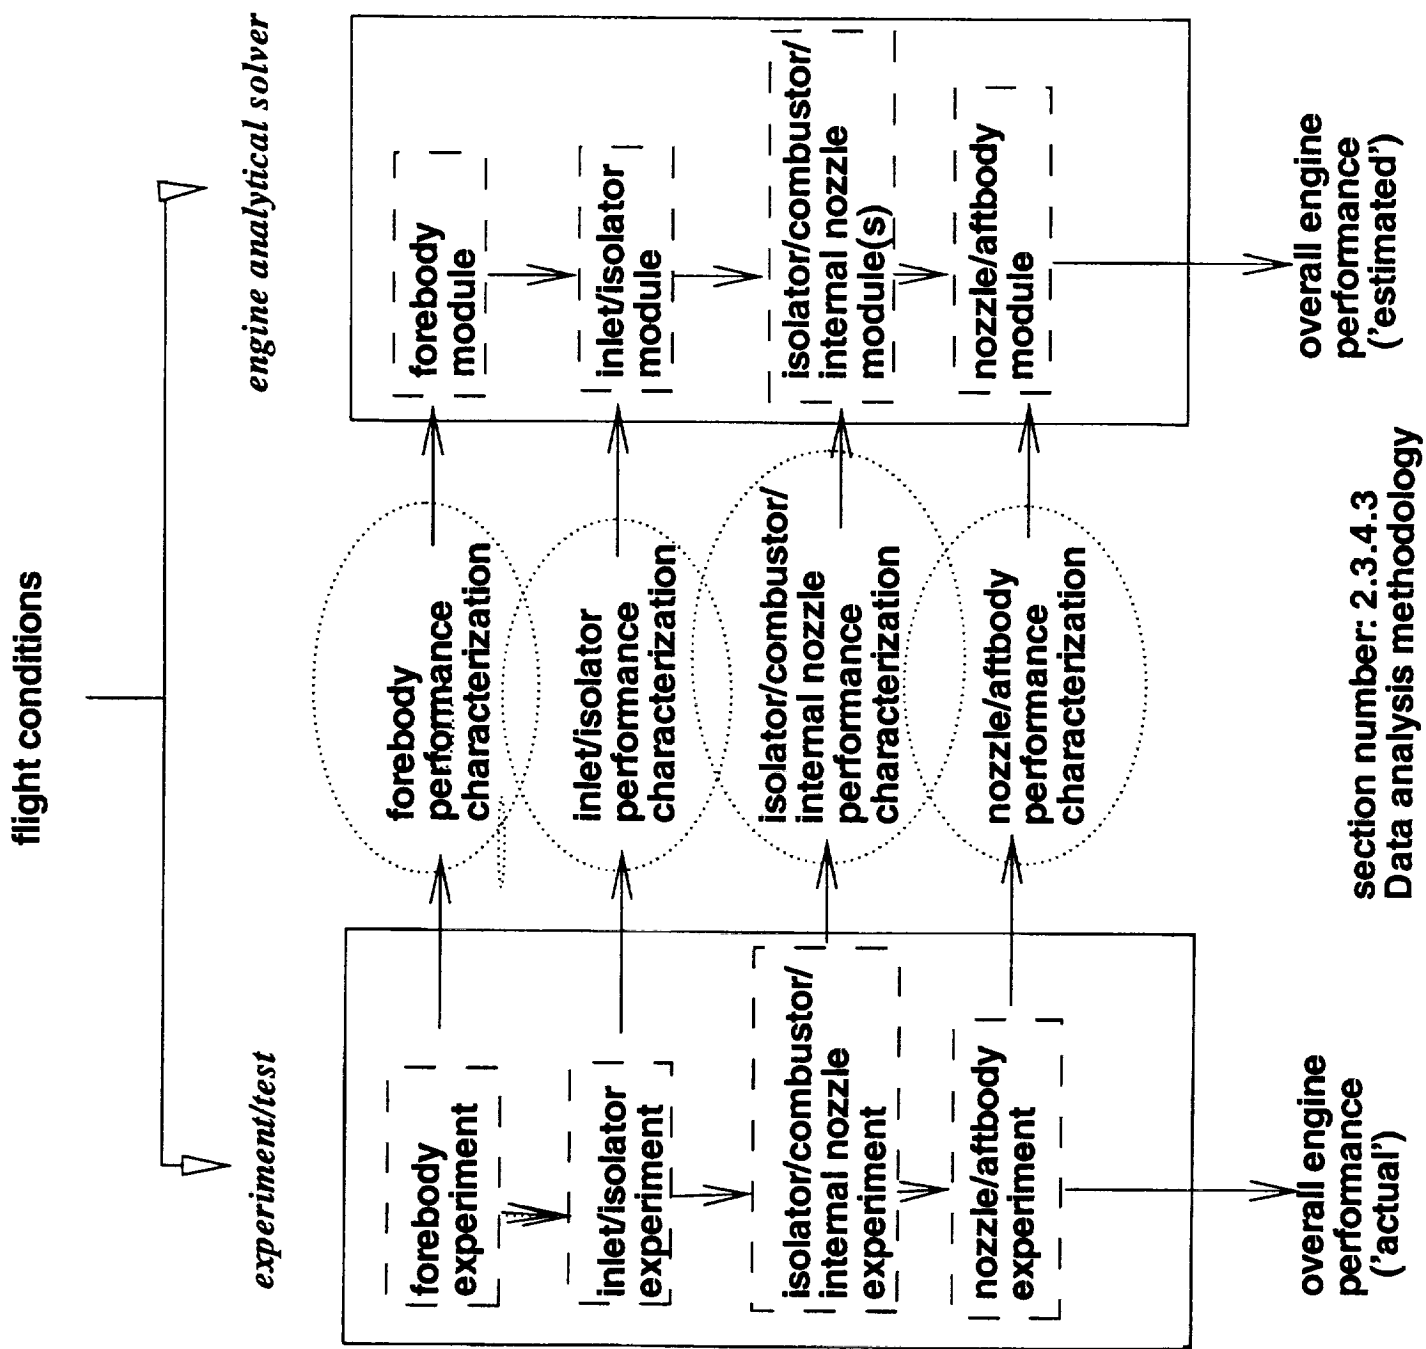 flight conditions
experiment/test
engine analytical solver
forebody
experiment
forebody
performance
characterization
forebody
module
inlet/isolator
experiment
inlet/isolator
performance
characterization
inlet/isolator
module
isolator/combustor/
internal nozzle
experiment
isolator/combustor/
internal nozzle
performance
characterization
isolator/combustor/
internal nozzle
module(s)
nozzle/aftbody
experiment
nozzle/aftbody
performance
characterization
nozzle/aftbody
module
overall engine
performance
('actual')
overall engine
performance
('estimated')
section number: 2.3.4.3
Data analysis methodology